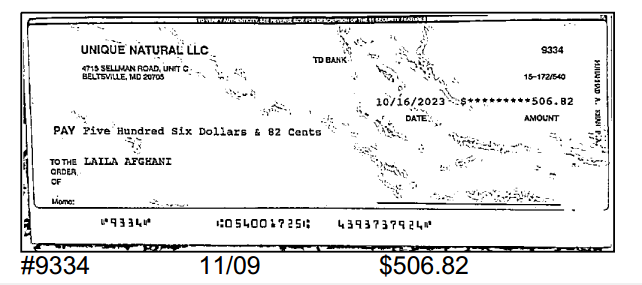 UNIQUE NATURAL LLC
4715 SELLMAN ROAD, UNIT C
BELTSVILLE, MD 20705
TD BANK
9334
15-172/540
10/16/2023 $**********506.82
DATE AMOUNT
PAY Five Hundred Six Dollars & 82 Cents
TO THE LAILA AFGHANI
ORDER
OF
Memo:
⑈9334⑈ ⑆054001725⑆ 4393737924⑈
#9334 11/09 $506.82